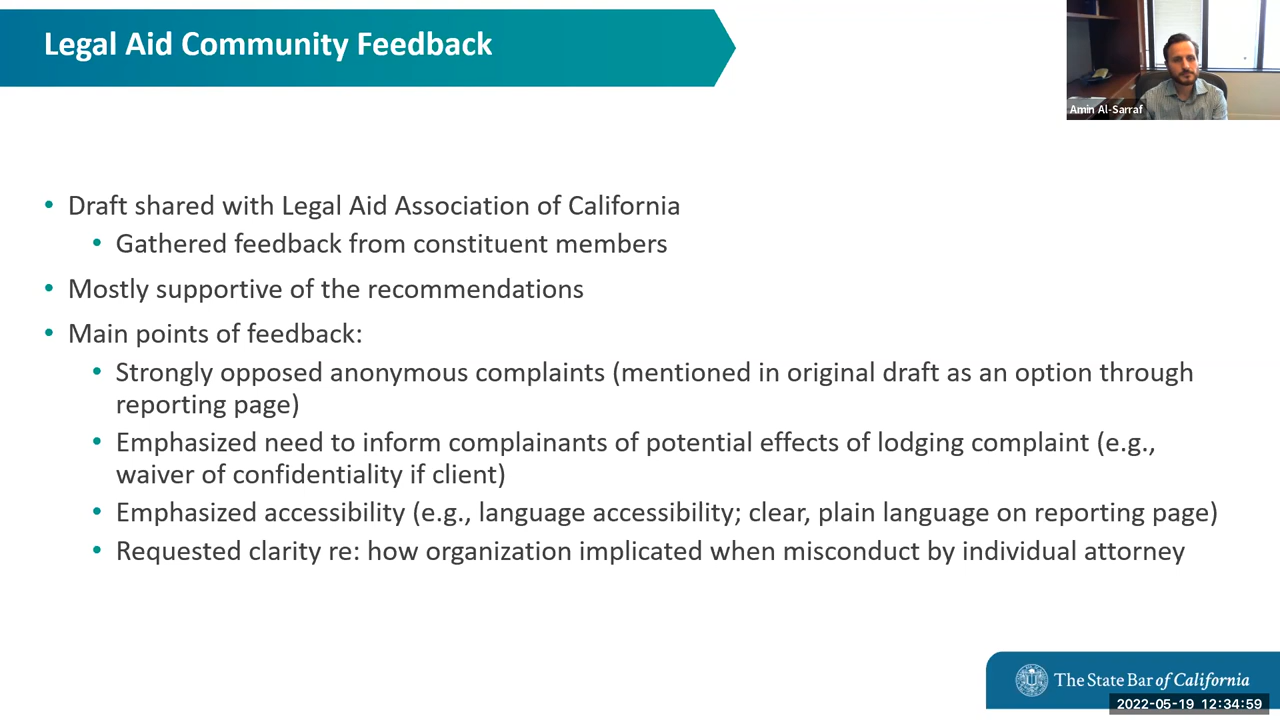 Legal Aid Community Feedback
Amin Al-Sarraf
• Draft shared with Legal Aid Association of California
• Gathered feedback from constituent members
• Mostly supportive of the recommendations
• Main points of feedback:
• Strongly opposed anonymous complaints (mentioned in original draft as an option through
reporting page)
• Emphasized need to inform complainants of potential effects of lodging complaint (e.g.,
waiver of confidentiality if client)
• Emphasized accessibility (e.g., language accessibility; clear, plain language on reporting page)
• Requested clarity re: how organization implicated when misconduct by individual attorney
The State Bar of California
2022-05-19 12:34:59